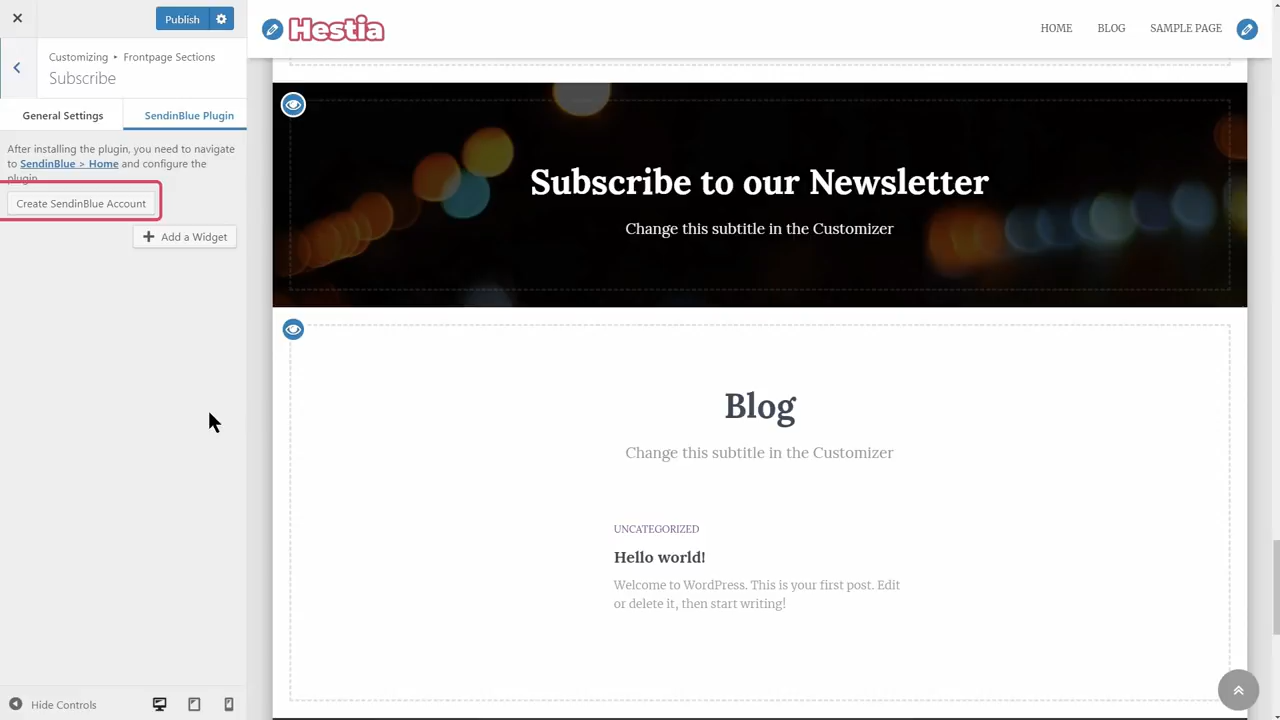 Publish
Customizing ▸ Frontpage Sections
Subscribe
General Settings
SendinBlue Plugin
After installing the plugin, you need to navigate
to SendinBlue > Home and configure the
plugin.
Create SendinBlue Account
Add a Widget
Hide Controls
Hestia
HOME
BLOG
SAMPLE PAGE
Subscribe to our Newsletter
Change this subtitle in the Customizer
Blog
Change this subtitle in the Customizer
UNCATEGORIZED
Hello world!
Welcome to WordPress. This is your first post. Edit
or delete it, then start writing!